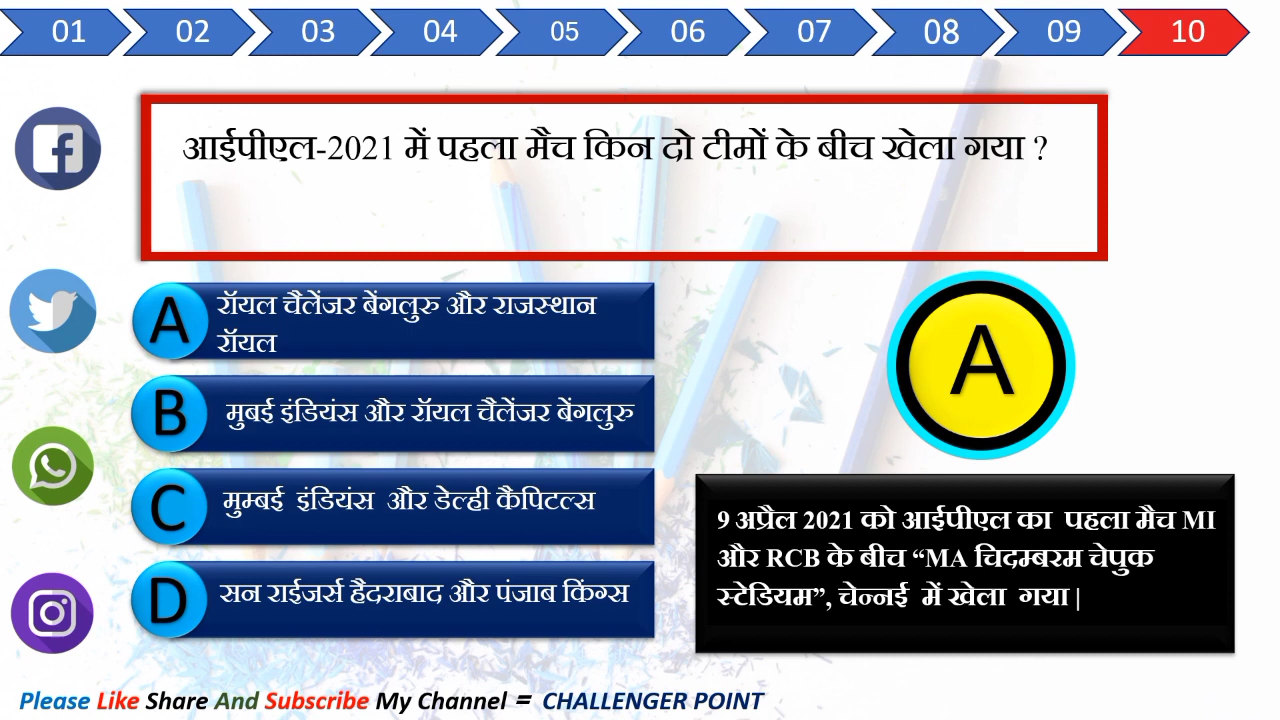 01 02 03 04 05 06 07 08 09 10
आईपीएल-2021 में पहला मैच किन दो टीमों के बीच खेला गया ?
A रॉयल चैलेंजर बेंगलुरु और राजस्थान
रॉयल
B मुबई इंडियंस और रॉयल चैलेंजर बेंगलुरु
C मुम्बई इंडियंस और डेल्ही कैपिटल्स
D सन राईजर्स हैदराबाद और पंजाब किंग्स
A
9 अप्रैल 2021 को आईपीएल का पहला मैच MI
और RCB के बीच “MA चिदम्बरम चेपुक
स्टेडियम”, चेन्नई में खेला गया |
Please Like Share And Subscribe My Channel = CHALLENGER POINT